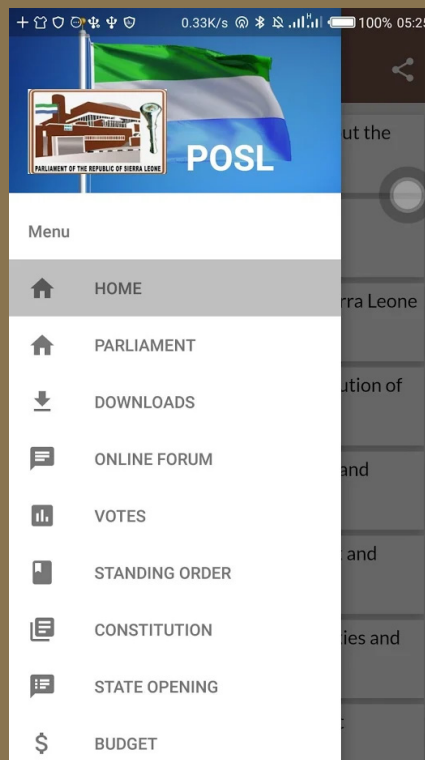 0.33K/s 100% 05:25
POSL
PARLIAMENT OF THE REPUBLIC OF SIERRA LEONE
ut the
Menu
HOME
rra Leone
PARLIAMENT
ution of
DOWNLOADS
ONLINE FORUM
and
VOTES
and
STANDING ORDER
CONSTITUTION
ies and
STATE OPENING
BUDGET